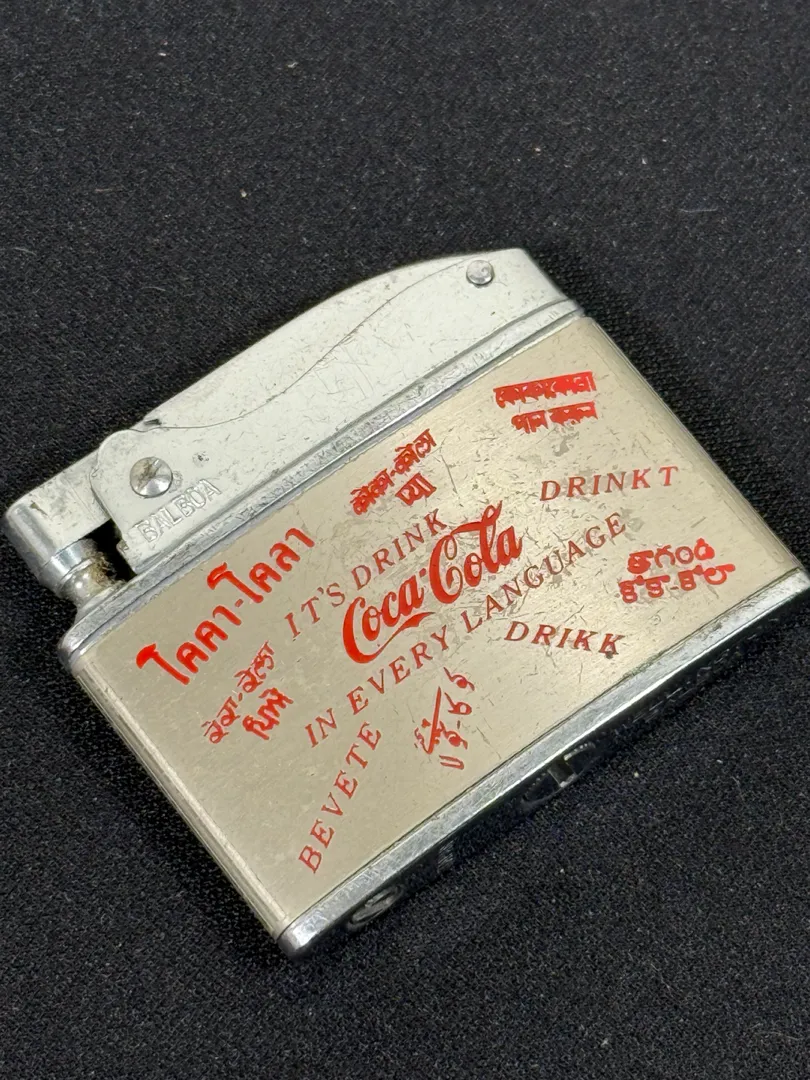 BALBOA
কোকাকোলা
পান করুন
कोका-कोला
प्या
DRINKT
โคคา-โคลา
IT'S DRINK
Coca-Cola
IN EVERY LANGUAGE
త్రాగండి
కోకా-కోలా
DRIKK
ਕੋਕਾ-ਕੋਲਾ
ਪਿਓ
BEVETE